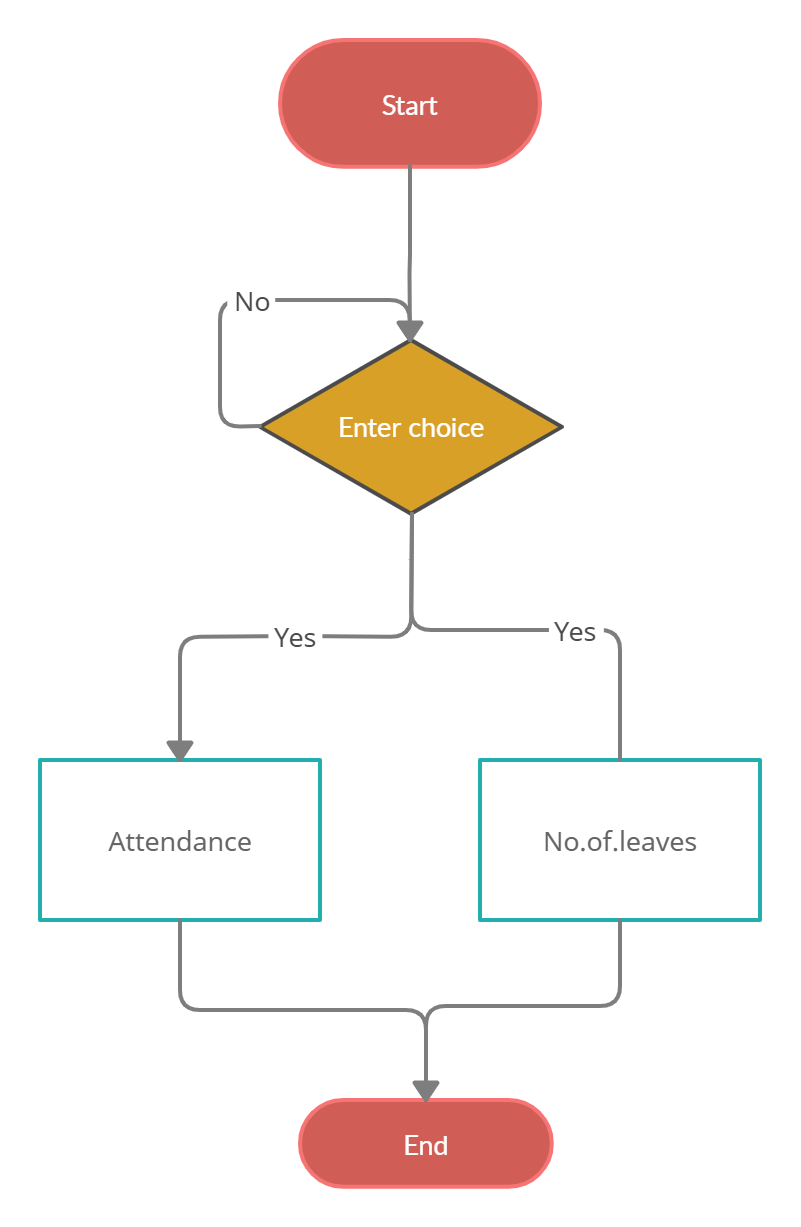 Start
No
Enter choice
Yes
Yes
Attendance
No.of.leaves
End